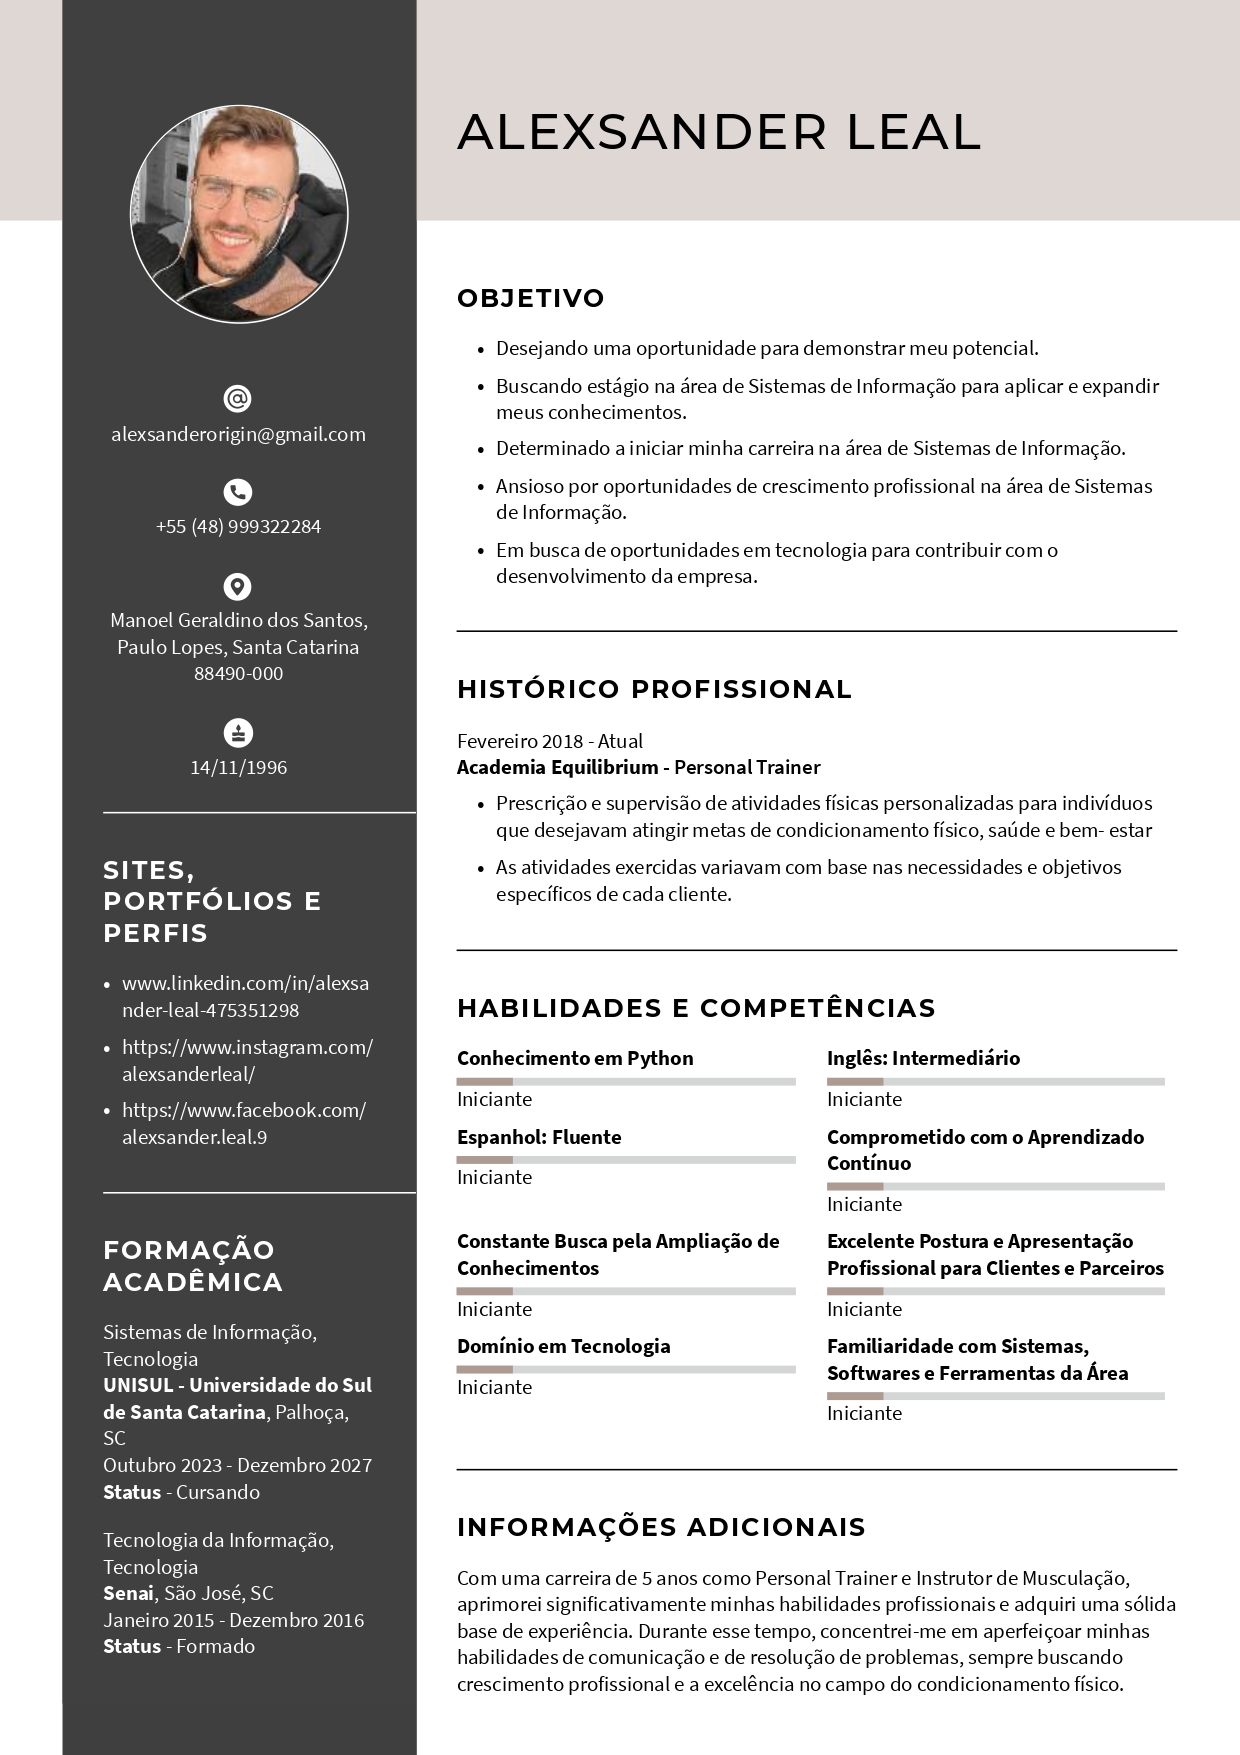 ALEXSANDER LEAL
alexsanderorigin@gmail.com
+55 (48) 999322284
Manoel Geraldino dos Santos,
Paulo Lopes, Santa Catarina
88490-000
14/11/1996
SITES,
PORTFÓLIOS E
PERFIS
• www.linkedin.com/in/alexsa
nder-leal-475351298
• https://www.instagram.com/
alexsanderleal/
• https://www.facebook.com/
alexsander.leal.9
FORMAÇÃO
ACADÊMICA
Sistemas de Informação,
Tecnologia
UNISUL - Universidade do Sul
de Santa Catarina, Palhoça,
SC
Outubro 2023 - Dezembro 2027
Status - Cursando
Tecnologia da Informação,
Tecnologia
Senai, São José, SC
Janeiro 2015 - Dezembro 2016
Status - Formado
OBJETIVO
• Desejando uma oportunidade para demonstrar meu potencial.
• Buscando estágio na área de Sistemas de Informação para aplicar e expandir
meus conhecimentos.
• Determinado a iniciar minha carreira na área de Sistemas de Informação.
• Ansioso por oportunidades de crescimento profissional na área de Sistemas
de Informação.
• Em busca de oportunidades em tecnologia para contribuir com o
desenvolvimento da empresa.
HISTÓRICO PROFISSIONAL
Fevereiro 2018 - Atual
Academia Equilibrium - Personal Trainer
• Prescrição e supervisão de atividades físicas personalizadas para indivíduos
que desejavam atingir metas de condicionamento físico, saúde e bem- estar
• As atividades exercidas variavam com base nas necessidades e objetivos
específicos de cada cliente.
HABILIDADES E COMPETÊNCIAS
Conhecimento em Python
Iniciante
Inglês: Intermediário
Iniciante
Espanhol: Fluente
Iniciante
Comprometido com o Aprendizado
Contínuo
Iniciante
Constante Busca pela Ampliação de
Conhecimentos
Iniciante
Excelente Postura e Apresentação
Profissional para Clientes e Parceiros
Iniciante
Domínio em Tecnologia
Iniciante
Familiaridade com Sistemas,
Softwares e Ferramentas da Área
Iniciante
INFORMAÇÕES ADICIONAIS
Com uma carreira de 5 anos como Personal Trainer e Instrutor de Musculação,
aprimorei significativamente minhas habilidades profissionais e adquiri uma sólida
base de experiência. Durante esse tempo, concentrei-me em aperfeiçoar minhas
habilidades de comunicação e de resolução de problemas, sempre buscando
crescimento profissional e a excelência no campo do condicionamento físico.